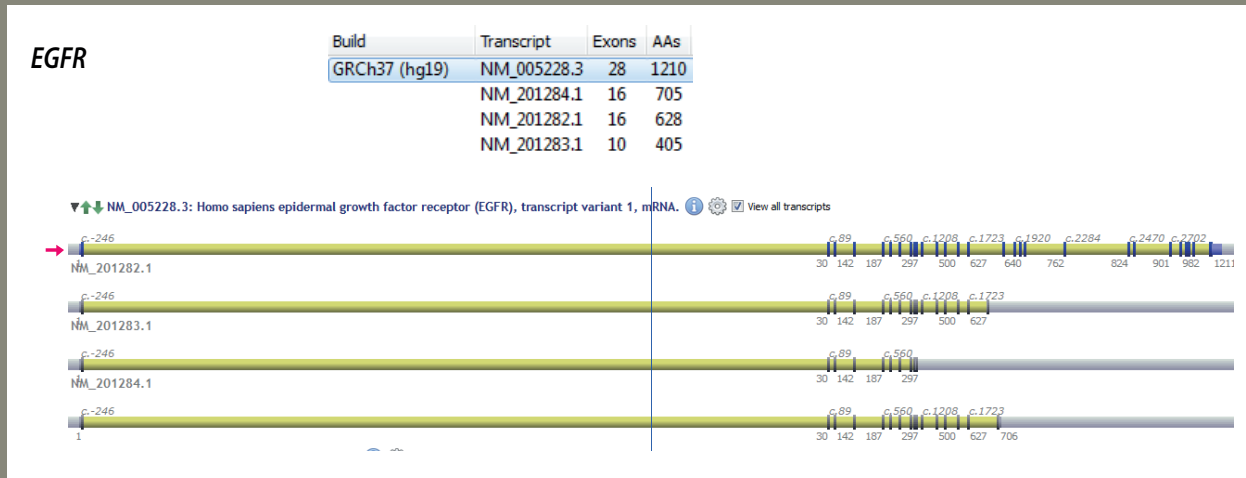 EGFR
Build Transcript Exons AAs
GRCh37 (hg19) NM_005228.3 28 1210
NM_201284.1 16 705
NM_201282.1 16 628
NM_201283.1 10 405
NM_005228.3: Homo sapiens epidermal growth factor receptor (EGFR), transcript variant 1, mRNA. View all transcripts
c.-246 c.89 c.560 c.1208 c.1723 c.1920 c.2284 c.2470 c.2702
1 30 142 187 297 500 627 640 762 824 901 982 1211
NM_201282.1
c.-246 c.89 c.560 c.1208 c.1723
1 30 142 187 297 500 627
NM_201283.1
c.-246 c.89 c.560
1 30 142 187 297
NM_201284.1
c.-246 c.89 c.560 c.1208 c.1723
1 30 142 187 297 500 627 706